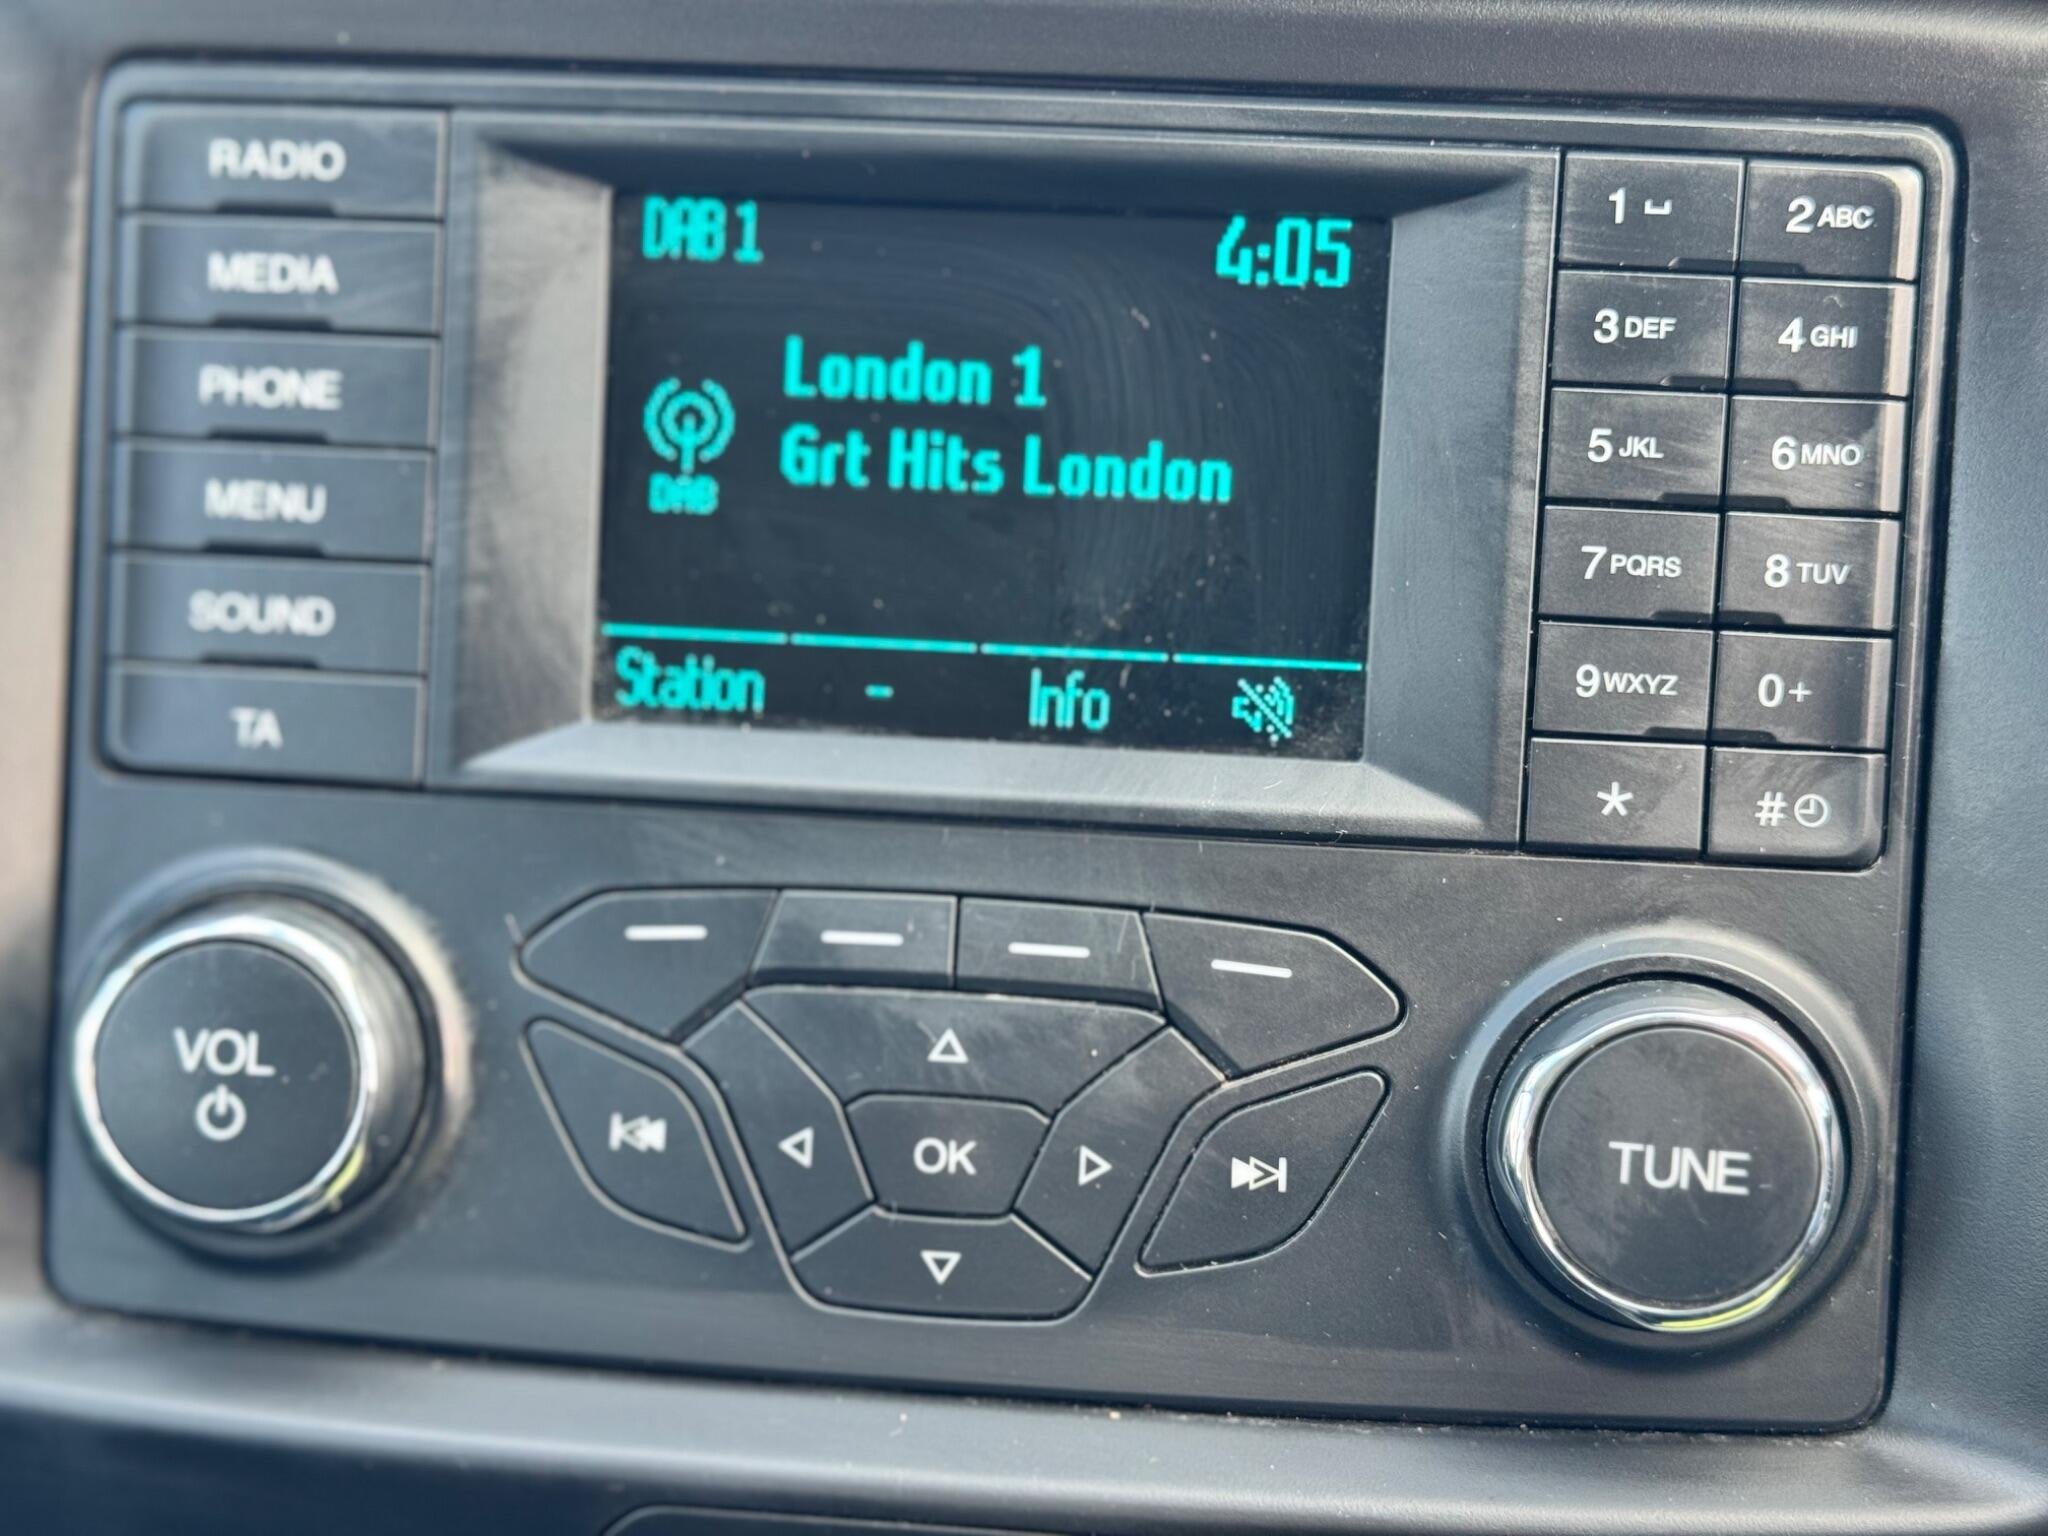 RADIO
MEDIA
PHONE
MENU
SOUND
TA
DAB 1
4:05
London 1
Grt Hits London
DAB
Station
-
Info
1
2 ABC
3 DEF
4 GHI
5 JKL
6 MNO
7 PQRS
8 TUV
9 WXYZ
0 +
*
#
VOL
OK
TUNE